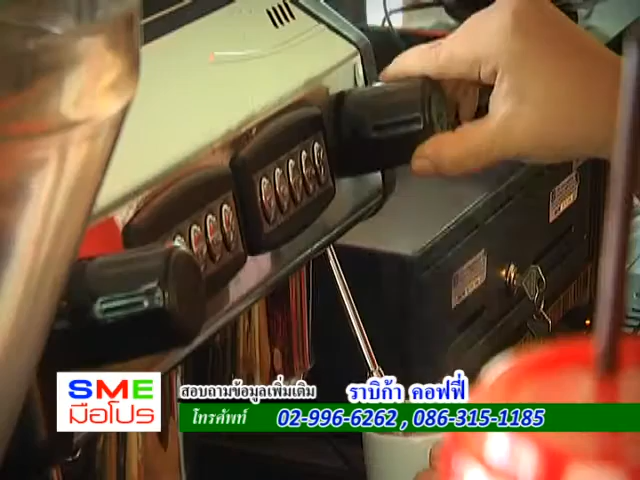 SME
มือโปร
สอบถามข้อมูลเพิ่มเติม ราบิก้า คอฟฟี่
โทรศัพท์ 02-996-6262 , 086-315-1185